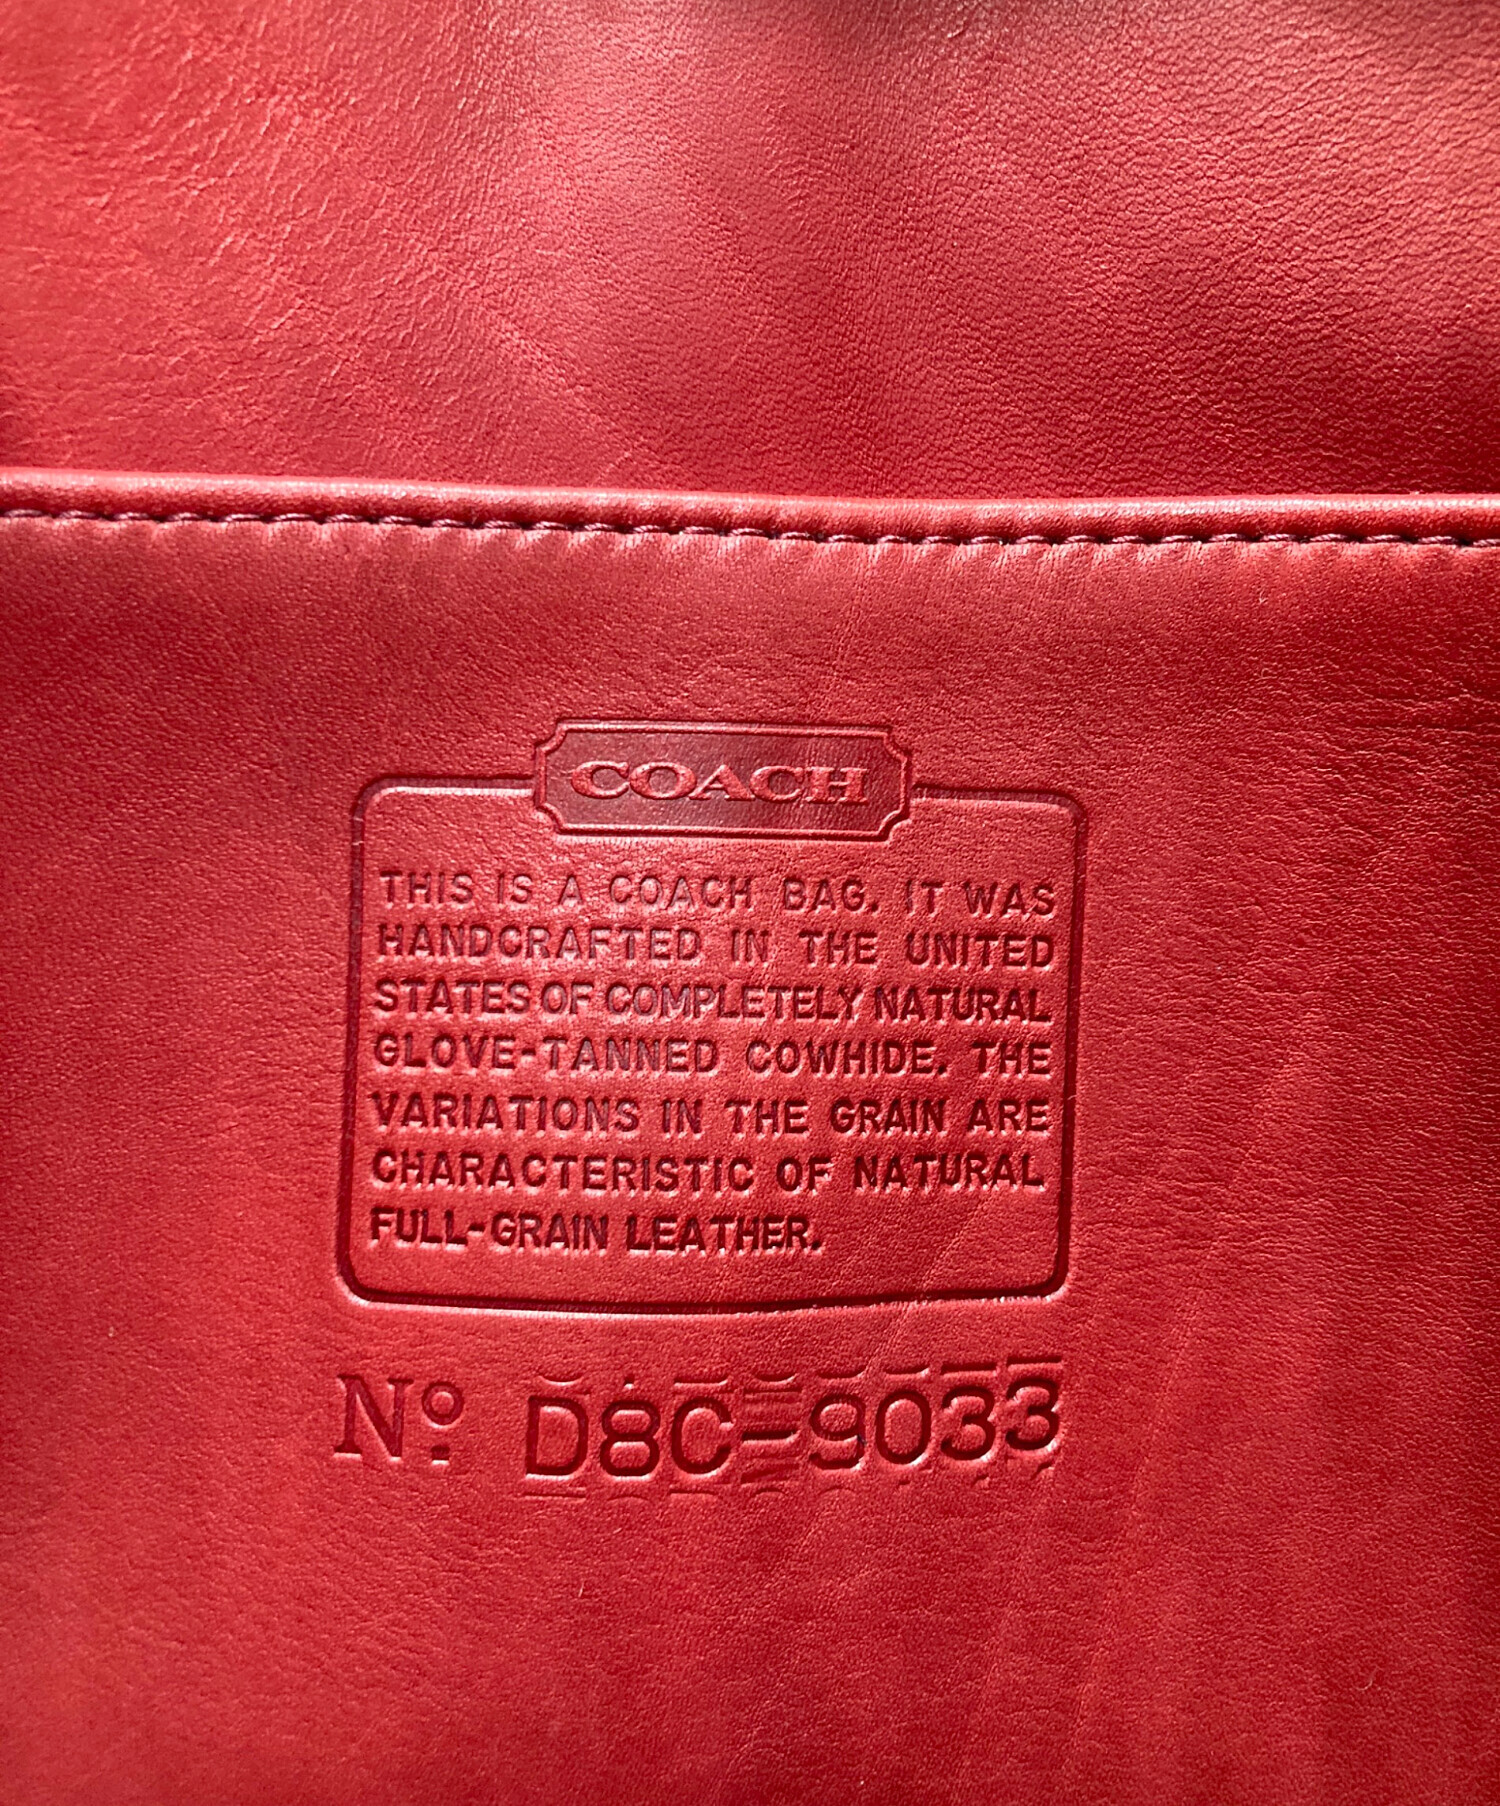 COACH
THIS IS A COACH BAG. IT WAS
HANDCRAFTED IN THE UNITED
STATES OF COMPLETELY NATURAL
GLOVE-TANNED COWHIDE. THE
VARIATIONS IN THE GRAIN ARE
CHARACTERISTIC OF NATURAL
FULL-GRAIN LEATHER.
Nº. D8C-9033